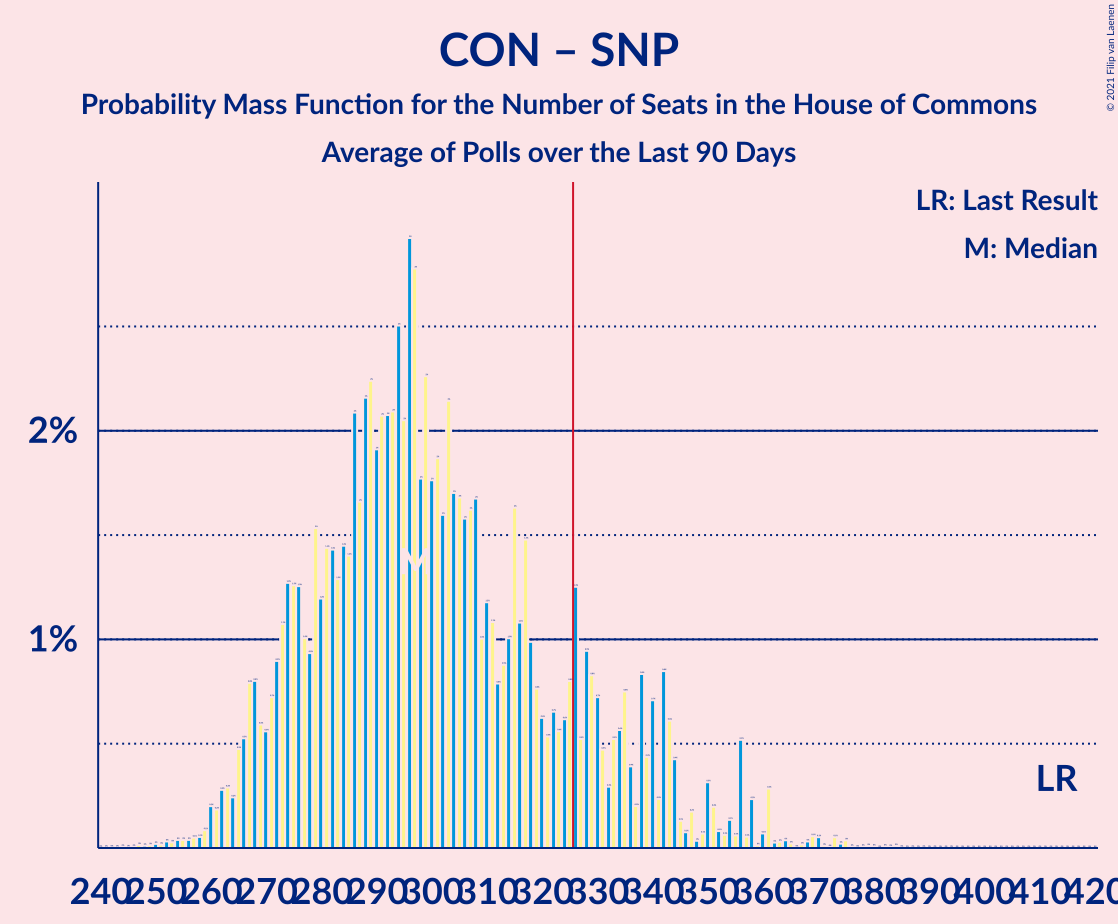 CON – SNP
Probability Mass Function for the Number of Seats in the House of Commons
Average of Polls over the Last 90 Days
© 2021 Filip van Laenen
LR: Last Result
M: Median
2%
1%
M
LR
240 250 260 270 280 290 300 310 320 330 340 350 360 370 380 390 400 410 420